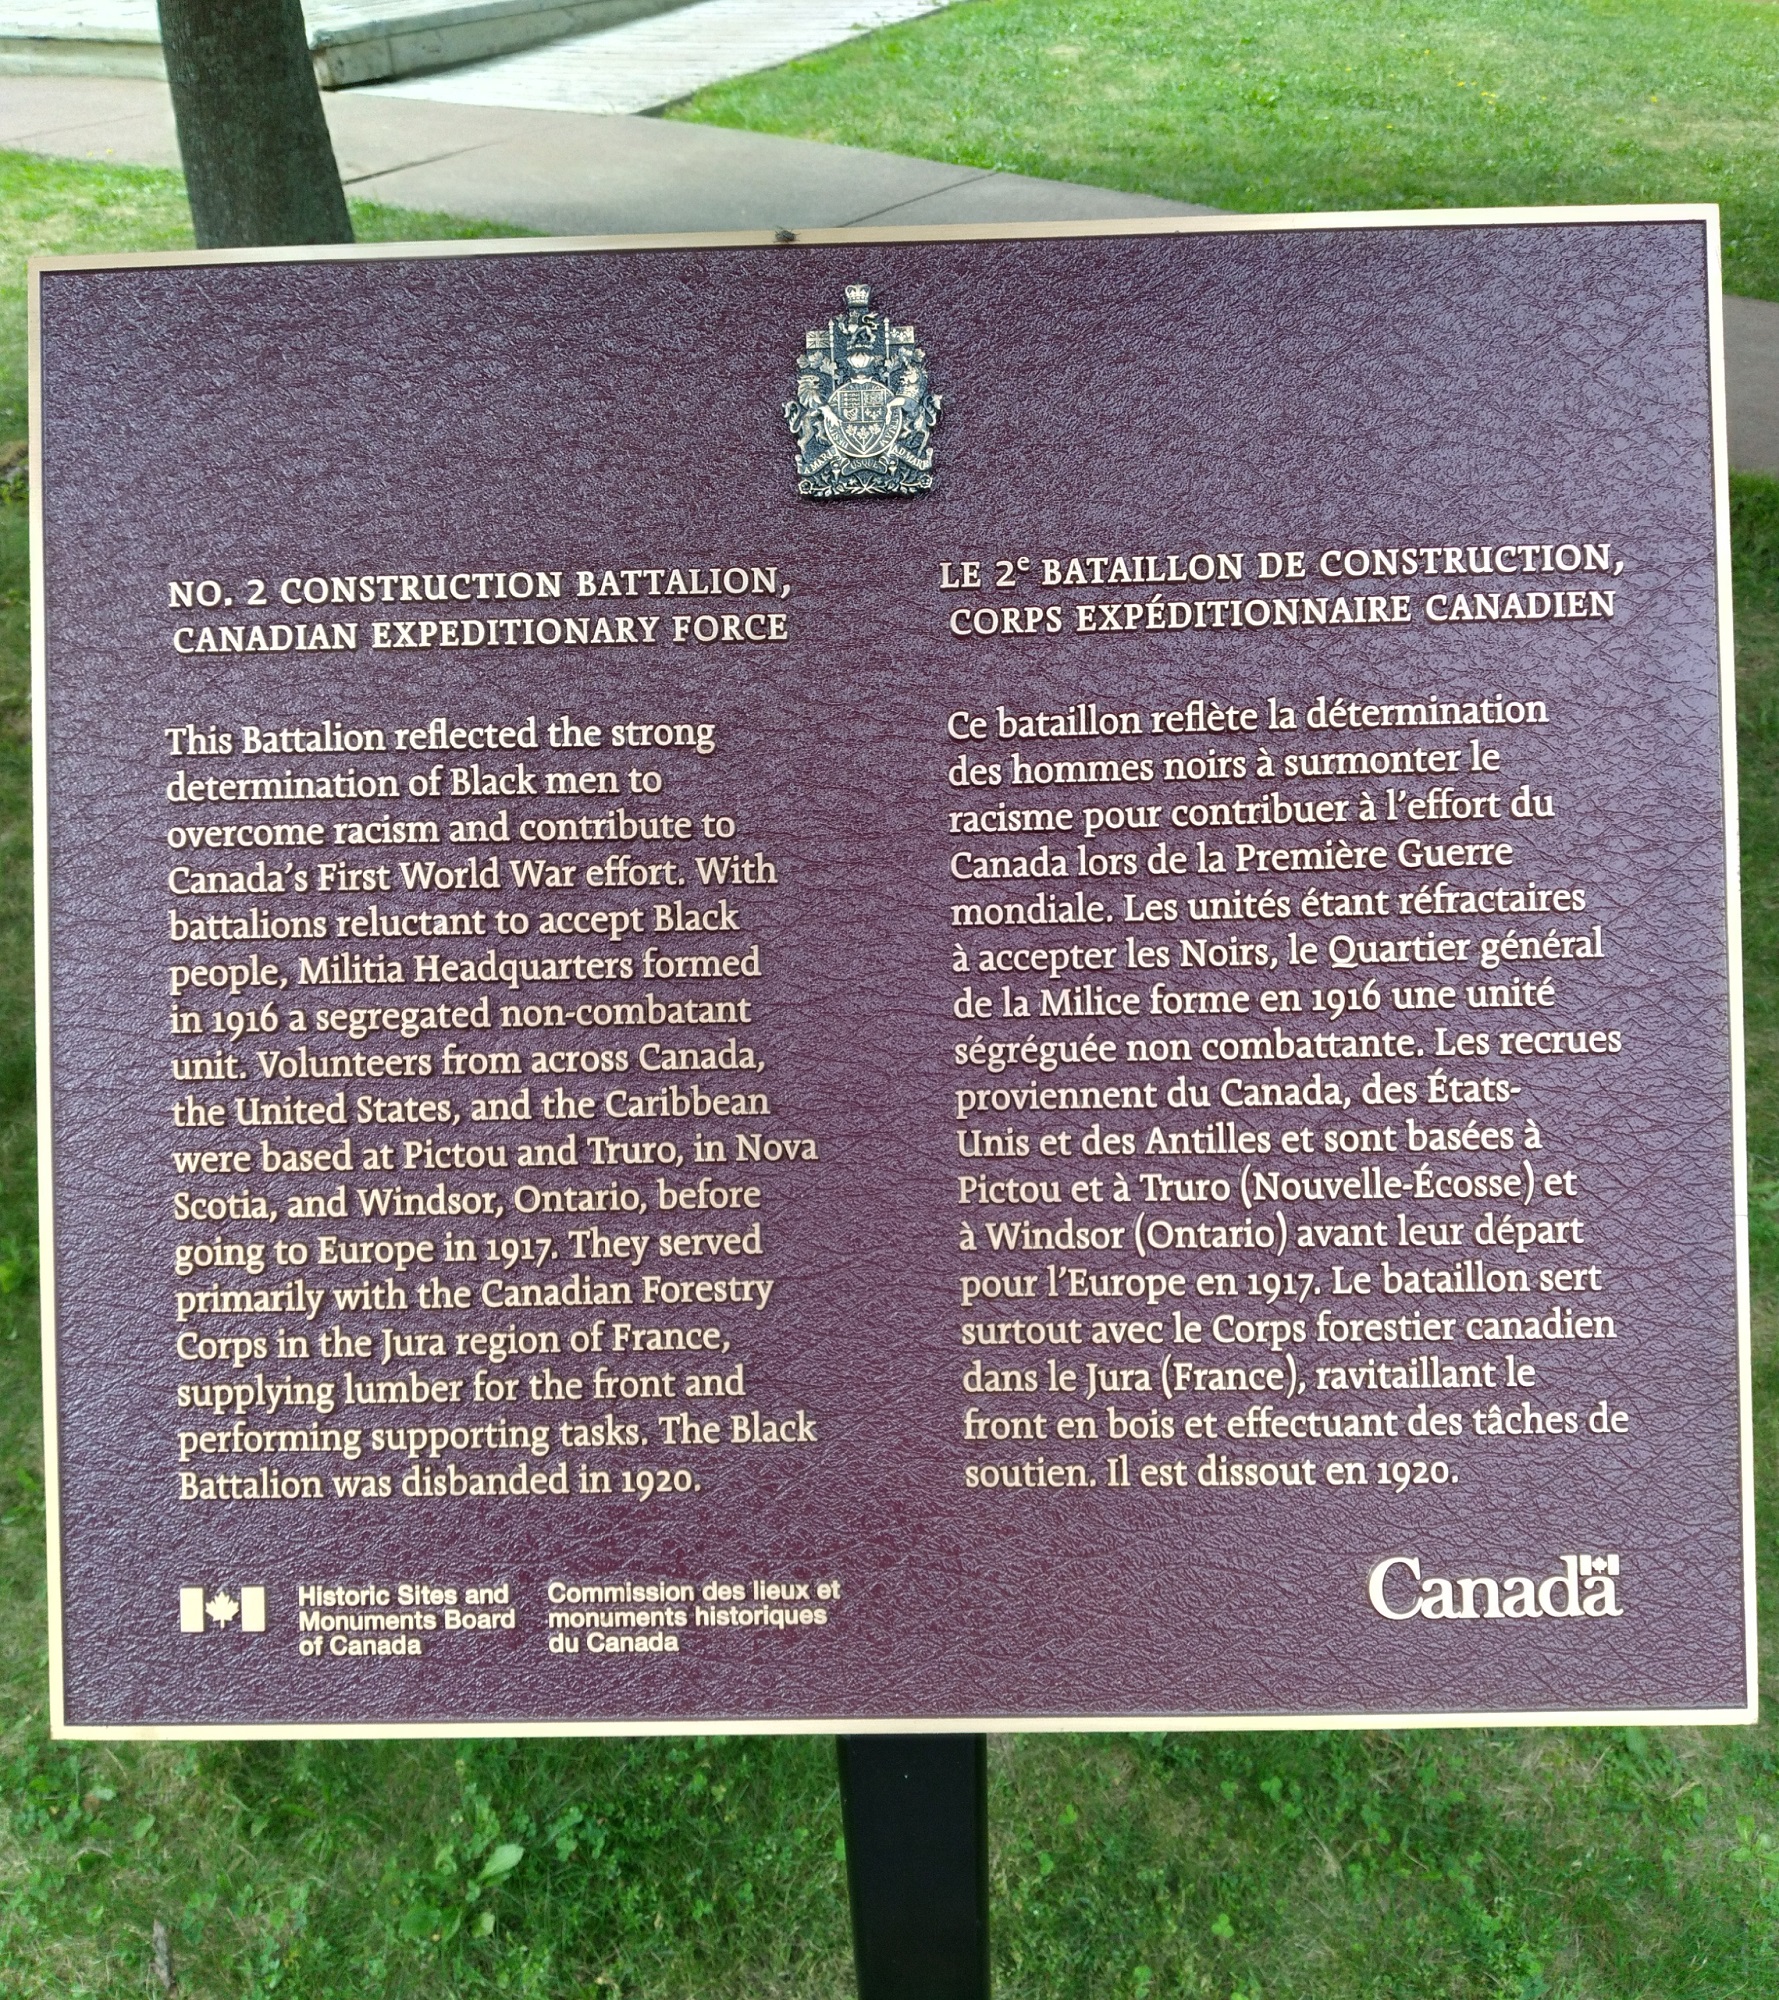 NO. 2 CONSTRUCTION BATTALION,
CANADIAN EXPEDITIONARY FORCE
This Battalion reflected the strong
determination of Black men to
overcome racism and contribute to
Canada's First World War effort. With
battalions reluctant to accept Black
people, Militia Headquarters formed
in 1916 a segregated non-combatant
unit. Volunteers from across Canada,
the United States, and the Caribbean
were based at Pictou and Truro, in Nova
Scotia, and Windsor, Ontario, before
going to Europe in 1917. They served
primarily with the Canadian Forestry
Corps in the Jura region of France,
supplying lumber for the front and
performing supporting tasks. The Black
Battalion was disbanded in 1920.
LE 2e BATAILLON DE CONSTRUCTION,
CORPS EXPÉDITIONNAIRE CANADIEN
Ce bataillon reflète la détermination
des hommes noirs à surmonter le
racisme pour contribuer à l'effort du
Canada lors de la Première Guerre
mondiale. Les unités étant réfractaires
à accepter les Noirs, le Quartier général
de la Milice forme en 1916 une unité
ségréguée non combattante. Les recrues
proviennent du Canada, des États-
Unis et des Antilles et sont basées à
Pictou et à Truro (Nouvelle-Écosse) et
à Windsor (Ontario) avant leur départ
pour l'Europe en 1917. Le bataillon sert
surtout avec le Corps forestier canadien
dans le Jura (France), ravitaillant le
front en bois et effectuant des tâches de
soutien. Il est dissout en 1920.
Historic Sites and
Monuments Board
of Canada
Commission des lieux et
monuments historiques
du Canada
Canada